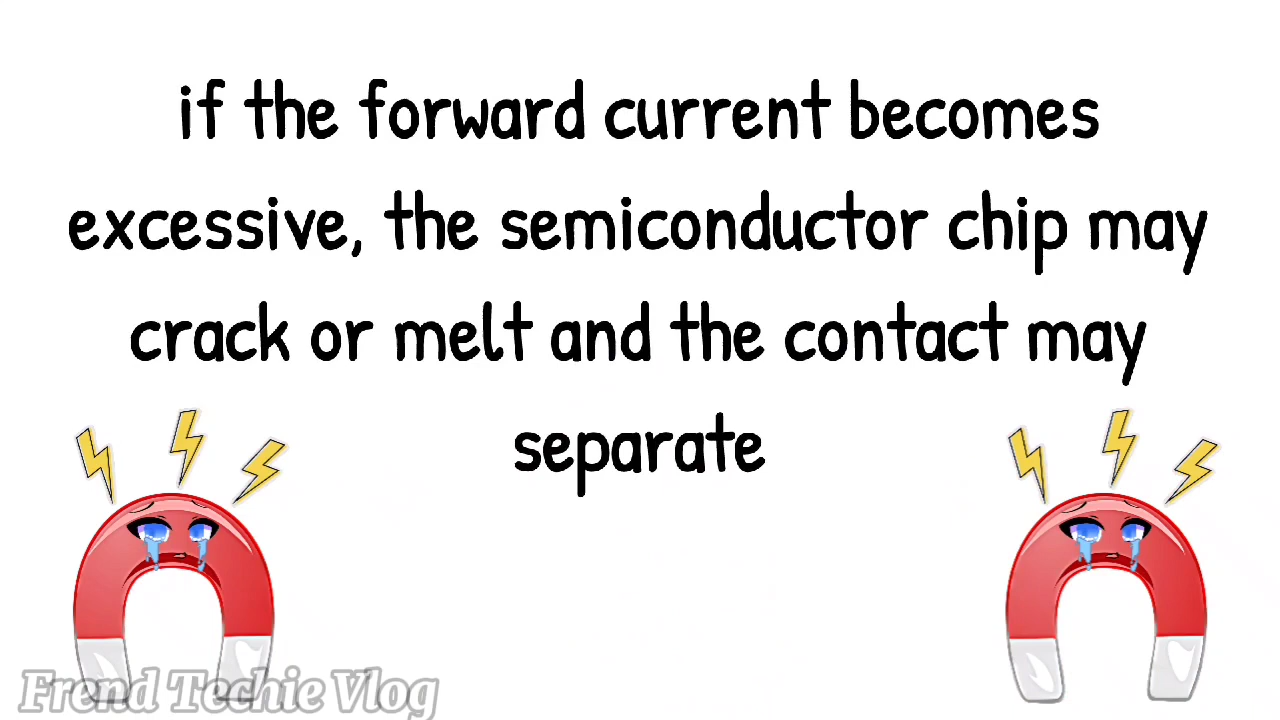 if the forward current becomes
excessive, the semiconductor chip may
crack or melt and the contact may
separate
Frend Techie Vlog